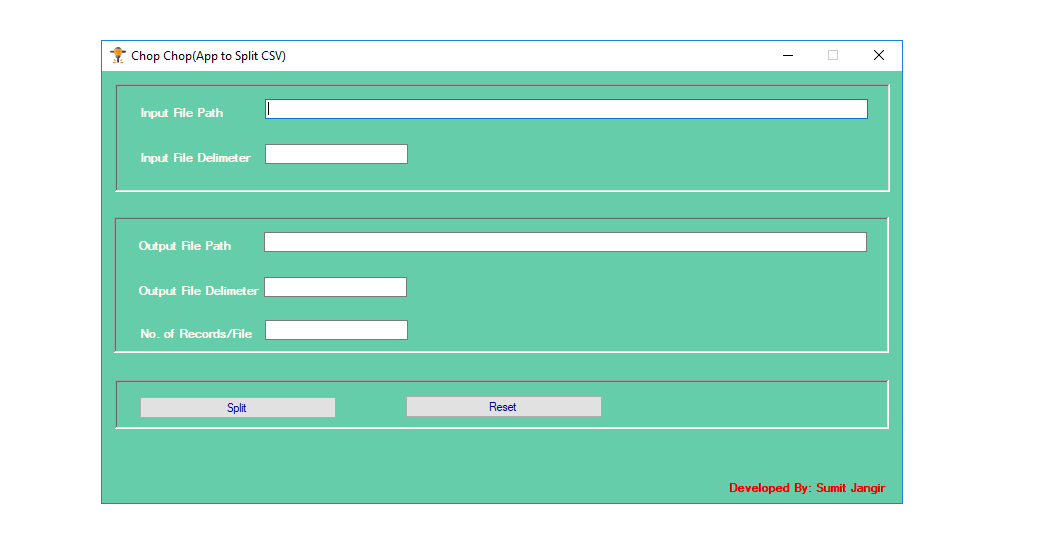 Chop Chop(App to Split CSV)
Input File Path
Input File Delimeter
Output File Path
Output File Delimeter
No. of Records/File
Split Reset
Developed By: Sumit Jangir